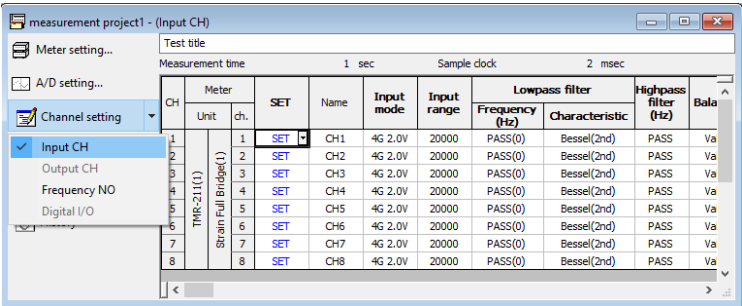 measurement project1 - (Input CH)
Meter setting...
A/D setting...
Channel setting
Input CH
Output CH
Frequency NO
Digital I/O
Test title
Measurement time 1 sec Sample clock 2 msec
CH Meter SET Name Input mode Input range Lowpass filter Highpass filter (Hz) Bala
Unit ch. Frequency (Hz) Characteristic
TMR-211(1)
Strain Full Bridge(1)
1 1 SET CH1 4G 2.0V 20000 PASS(0) Bessel(2nd) PASS Va
2 2 SET CH2 4G 2.0V 20000 PASS(0) Bessel(2nd) PASS Va
3 3 SET CH3 4G 2.0V 20000 PASS(0) Bessel(2nd) PASS Va
4 4 SET CH4 4G 2.0V 20000 PASS(0) Bessel(2nd) PASS Va
5 5 SET CH5 4G 2.0V 20000 PASS(0) Bessel(2nd) PASS Va
6 6 SET CH6 4G 2.0V 20000 PASS(0) Bessel(2nd) PASS Va
7 7 SET CH7 4G 2.0V 20000 PASS(0) Bessel(2nd) PASS Va
8 8 SET CH8 4G 2.0V 20000 PASS(0) Bessel(2nd) PASS Va